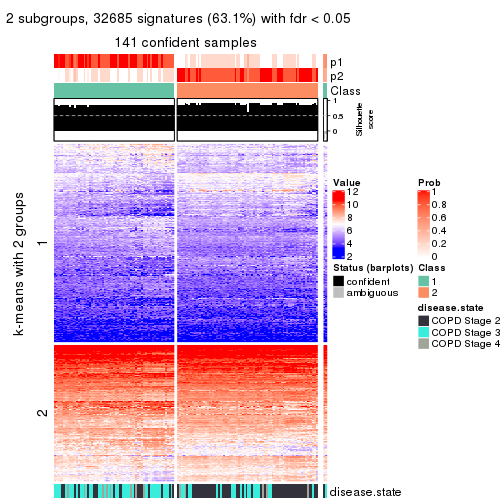 2 subgroups, 32685 signatures (63.1%) with fdr < 0.05
141 confident samples
p1
p2
Class
1
0.5
0
Silhouette
score
k-means with 2 groups
1
2
disease.state
Value
12
10
8
6
4
2
Prob
1
0.8
0.6
0.4
0.2
0
Status (barplots)
confident
ambiguous
Class
1
2
disease.state
COPD Stage 2
COPD Stage 3
COPD Stage 4